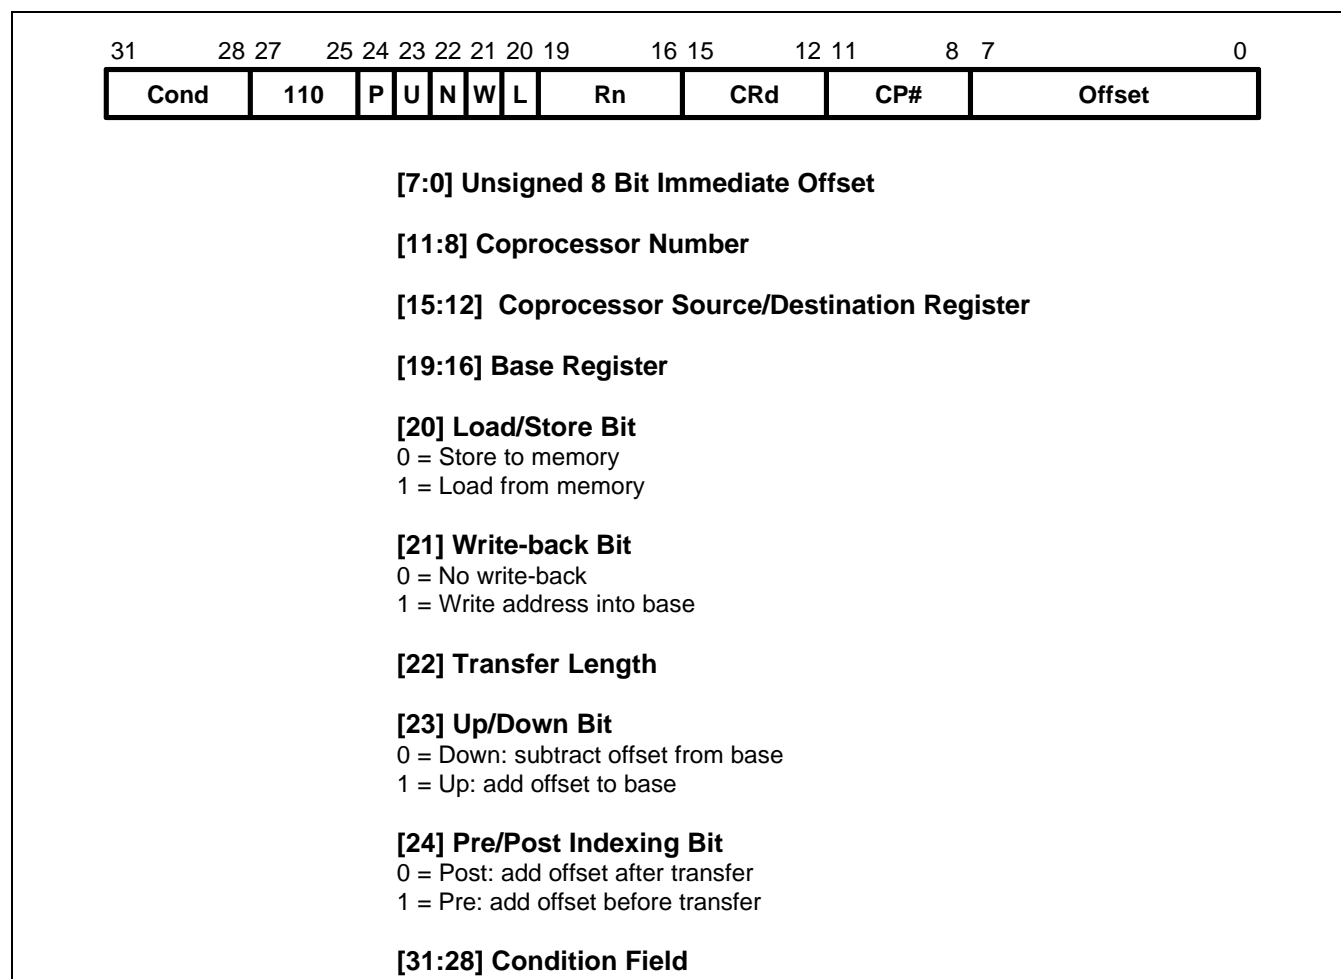 31 28 27 25 24 23 22 21 20 19 16 15 12 11 8 7 0
Cond 110 P U N W L Rn CRd CP# Offset
[7:0] Unsigned 8 Bit Immediate Offset
[11:8] Coprocessor Number
[15:12] Coprocessor Source/Destination Register
[19:16] Base Register
[20] Load/Store Bit
0 = Store to memory
1 = Load from memory
[21] Write-back Bit
0 = No write-back
1 = Write address into base
[22] Transfer Length
[23] Up/Down Bit
0 = Down: subtract offset from base
1 = Up: add offset to base
[24] Pre/Post Indexing Bit
0 = Post: add offset after transfer
1 = Pre: add offset before transfer
[31:28] Condition Field